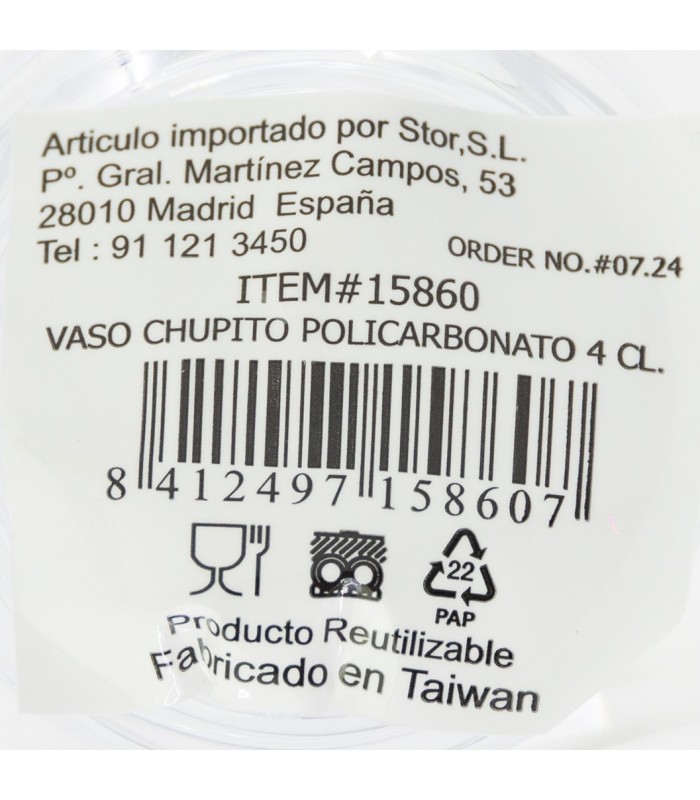 Articulo importado por Stor,S.L.
Pº. Gral. Martínez Campos, 53
28010 Madrid España
Tel : 91 121 3450
ORDER NO.#07.24
ITEM#15860
VASO CHUPITO POLICARBONATO 4 CL.
8 412497 158607
22
PAP
Producto Reutilizable
Fabricado en Taiwan